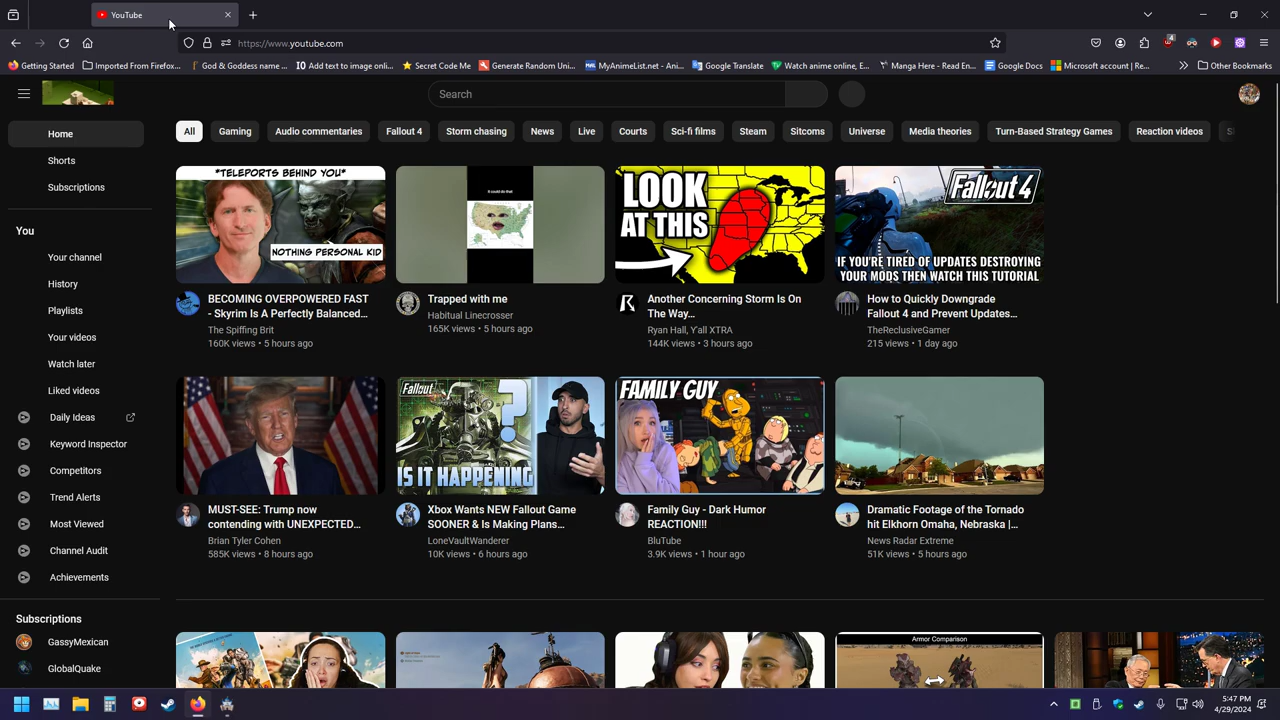 YouTube
https://www.youtube.com
Getting Started
Imported From Firefox...
God & Goddess name ...
IO Add text to image onli...
Secret Code Me
Generate Random Uni...
MyAnimeList.net - Ani...
Google Translate
Watch anime online, E...
Manga Here - Read En...
Google Docs
Microsoft account | Re...
Other Bookmarks
Search
Home
Shorts
Subscriptions
You
Your channel
History
Playlists
Your videos
Watch later
Liked videos
Daily Ideas
Keyword Inspector
Competitors
Trend Alerts
Most Viewed
Channel Audit
Achievements
Subscriptions
GassyMexican
GlobalQuake
All
Gaming
Audio commentaries
Fallout 4
Storm chasing
News
Live
Courts
Sci-fi films
Steam
Sitcoms
Universe
Media theories
Turn-Based Strategy Games
Reaction videos
*TELEPORTS BEHIND YOU*
NOTHING PERSONAL KID
BECOMING OVERPOWERED FAST
- Skyrim Is A Perfectly Balanced...
The Spiffing Brit
160K views • 5 hours ago
It could do that
Trapped with me
Habitual Linecrosser
165K views • 5 hours ago
LOOK
AT THIS
Another Concerning Storm Is On
The Way...
Ryan Hall, Y'all XTRA
144K views • 3 hours ago
Fallout 4
IF YOU'RE TIRED OF UPDATES DESTROYING
YOUR MODS THEN WATCH THIS TUTORIAL
How to Quickly Downgrade
Fallout 4 and Prevent Updates...
TheReclusiveGamer
215 views • 1 day ago
MUST-SEE: Trump now
contending with UNEXPECTED...
Brian Tyler Cohen
585K views • 8 hours ago
Fallout
?
IS IT HAPPENING
Xbox Wants NEW Fallout Game
SOONER & Is Making Plans...
LoneVaultWanderer
10K views • 6 hours ago
FAMILY GUY
Family Guy - Dark Humor
REACTION!!!
BluTube
3.9K views • 1 hour ago
Dramatic Footage of the Tornado
hit Elkhorn Omaha, Nebraska |...
News Radar Extreme
51K views • 5 hours ago
Armor Comparison
5:47 PM
4/29/2024